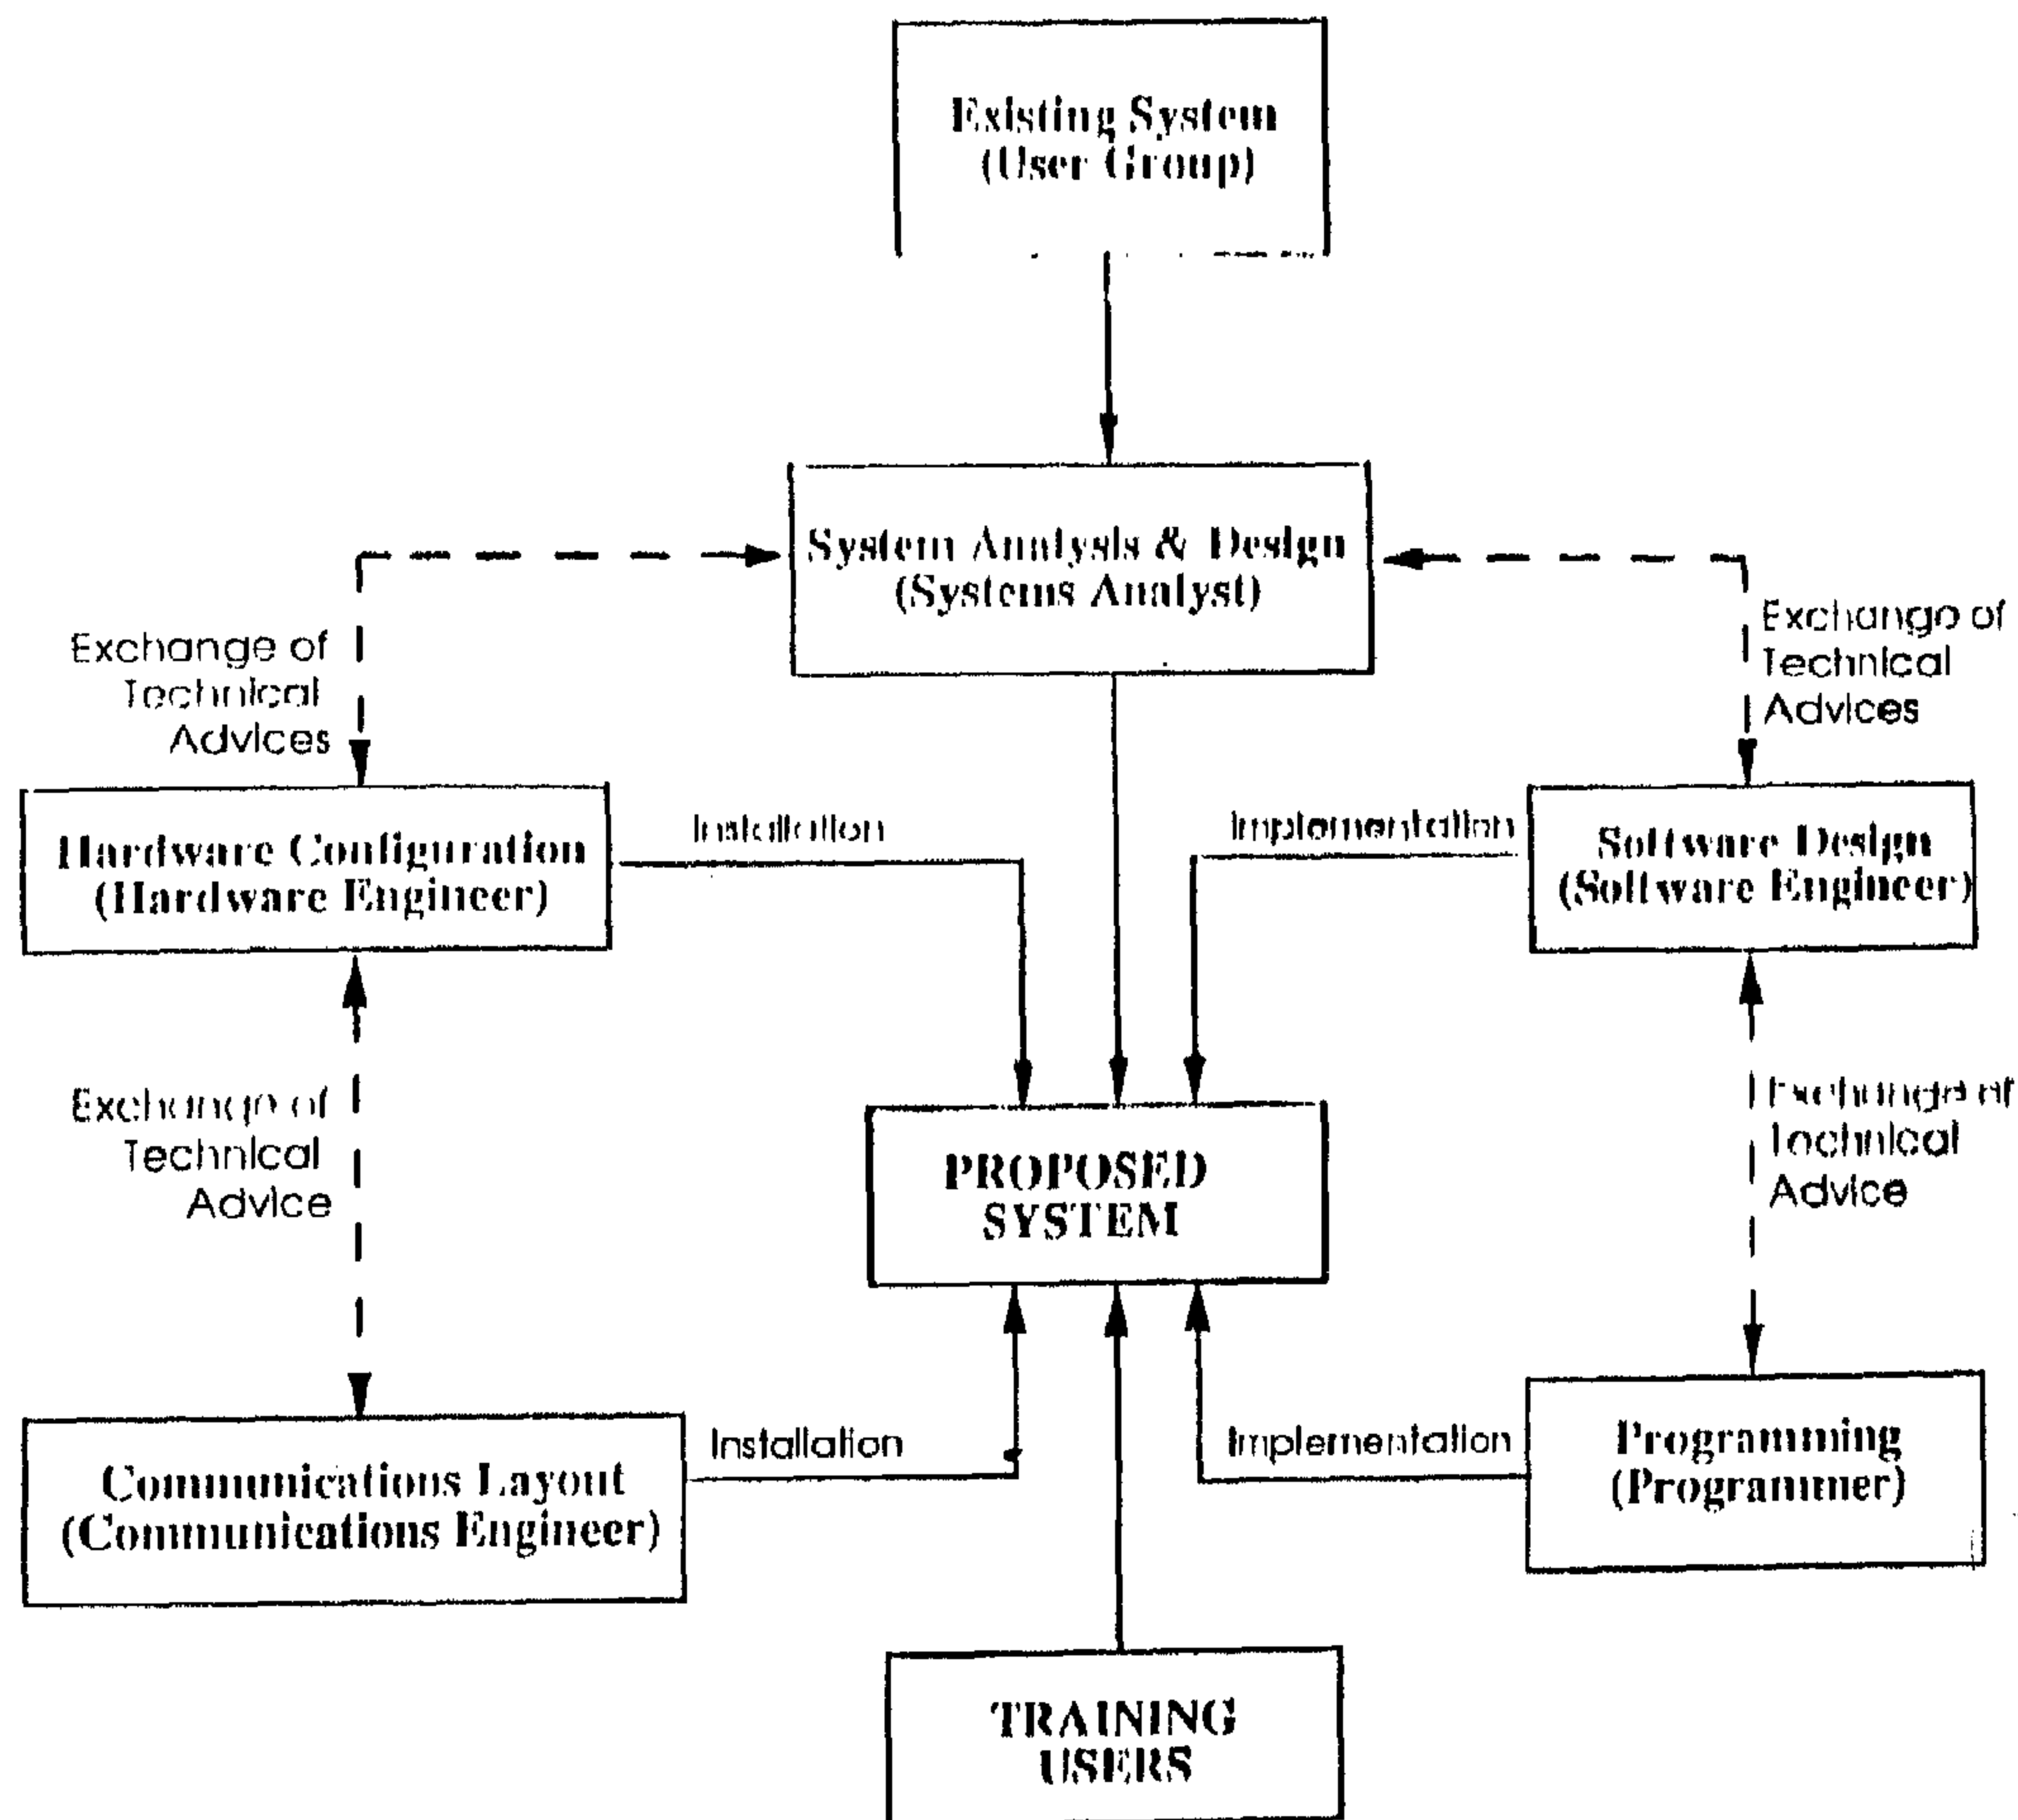 Existing System
(User Group)
System Analysis & Design
(Systems Analyst)
Exchange of
Technical
Advices
Exchange of
Technical
Advices
Hardware Configuration
(Hardware Engineer)
Installation
Implementation
Software Design
(Software Engineer)
Exchange of
Technical
Advice
PROPOSED
SYSTEM
Exchange of
Technical
Advice
Communications Layout
(Communications Engineer)
Installation
Implementation
Programming
(Programmer)
TRAINING
USERS